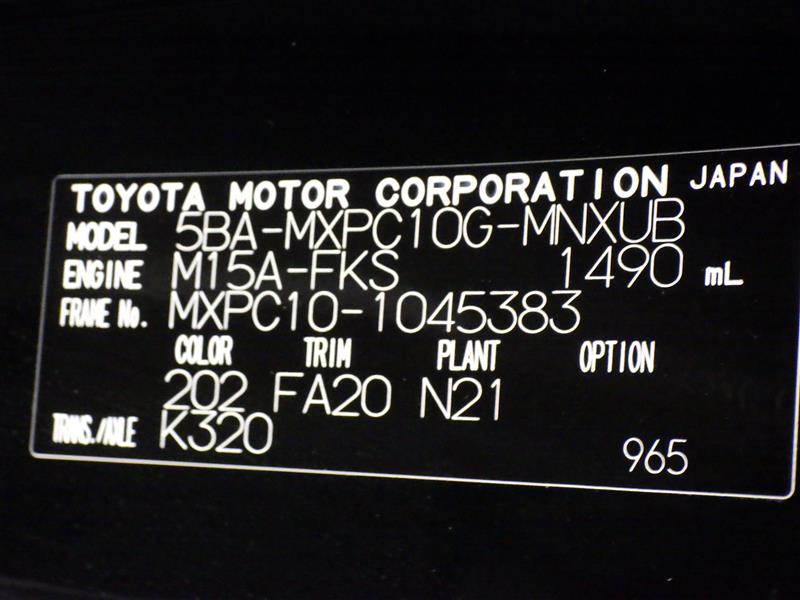 TOYOTA MOTOR CORPORATION JAPAN
MODEL 5BA-MXPC10G-MNXUB
ENGINE M15A-FKS 1490 mL
FRAME No. MXPC10-1045383
COLOR TRIM PLANT OPTION
202 FA20 N21
TRANS./AXLE K320
965